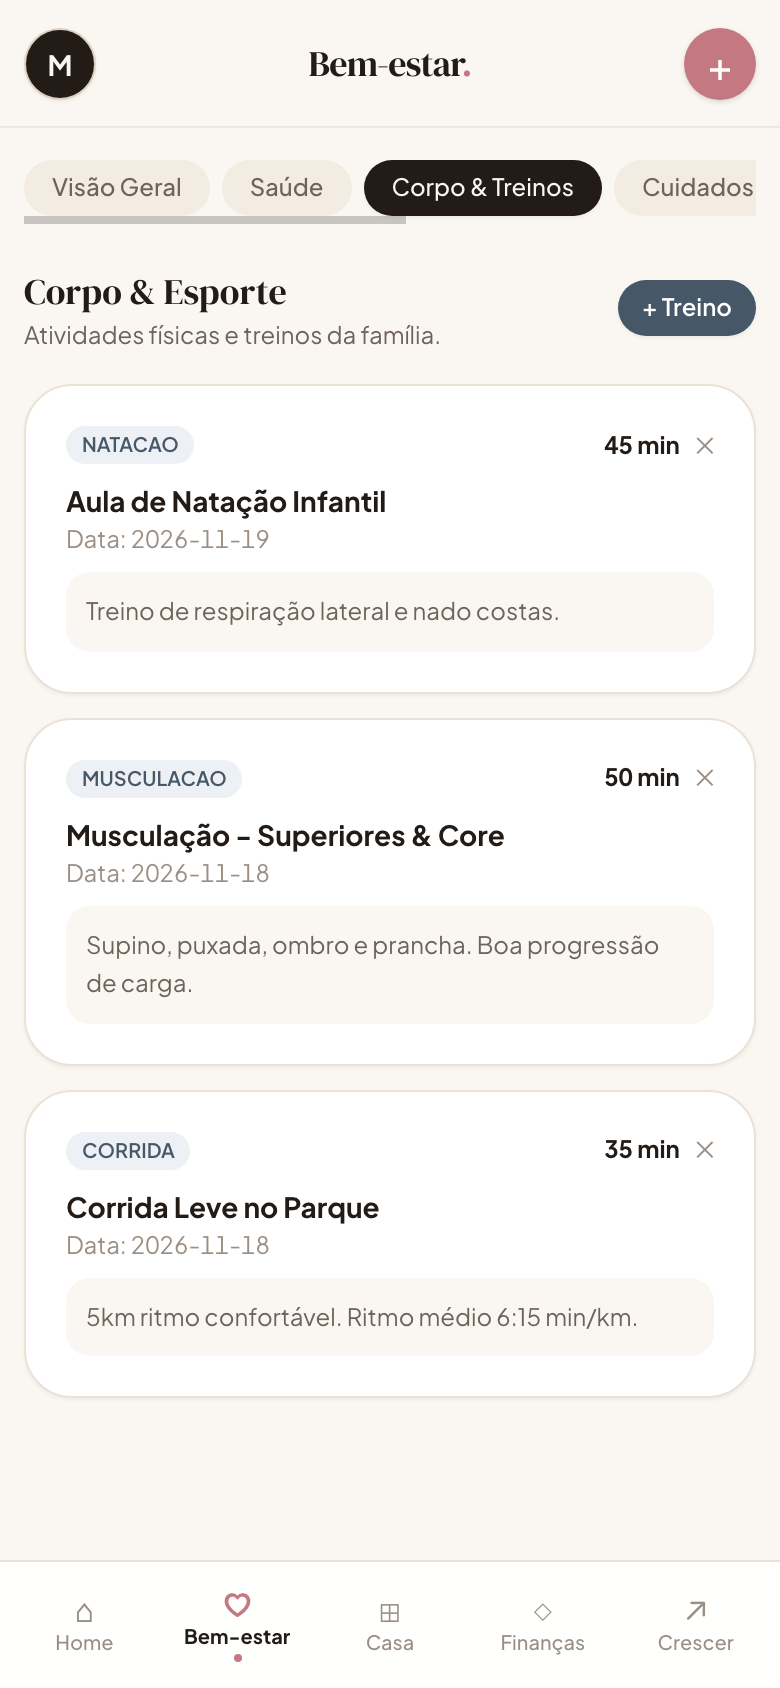 M
Bem-estar.
+
Visão Geral
Saúde
Corpo & Treinos
Cuidados
Corpo & Esporte
+ Treino
Atividades físicas e treinos da família.
NATACAO
45 min ×
Aula de Natação Infantil
Data: 2026-11-19
Treino de respiração lateral e nado costas.
MUSCULACAO
50 min ×
Musculação – Superiores & Core
Data: 2026-11-18
Supino, puxada, ombro e prancha. Boa progressão
de carga.
CORRIDA
35 min ×
Corrida Leve no Parque
Data: 2026-11-18
5km ritmo confortável. Ritmo médio 6:15 min/km.
Home
Bem-estar
Casa
Finanças
Crescer